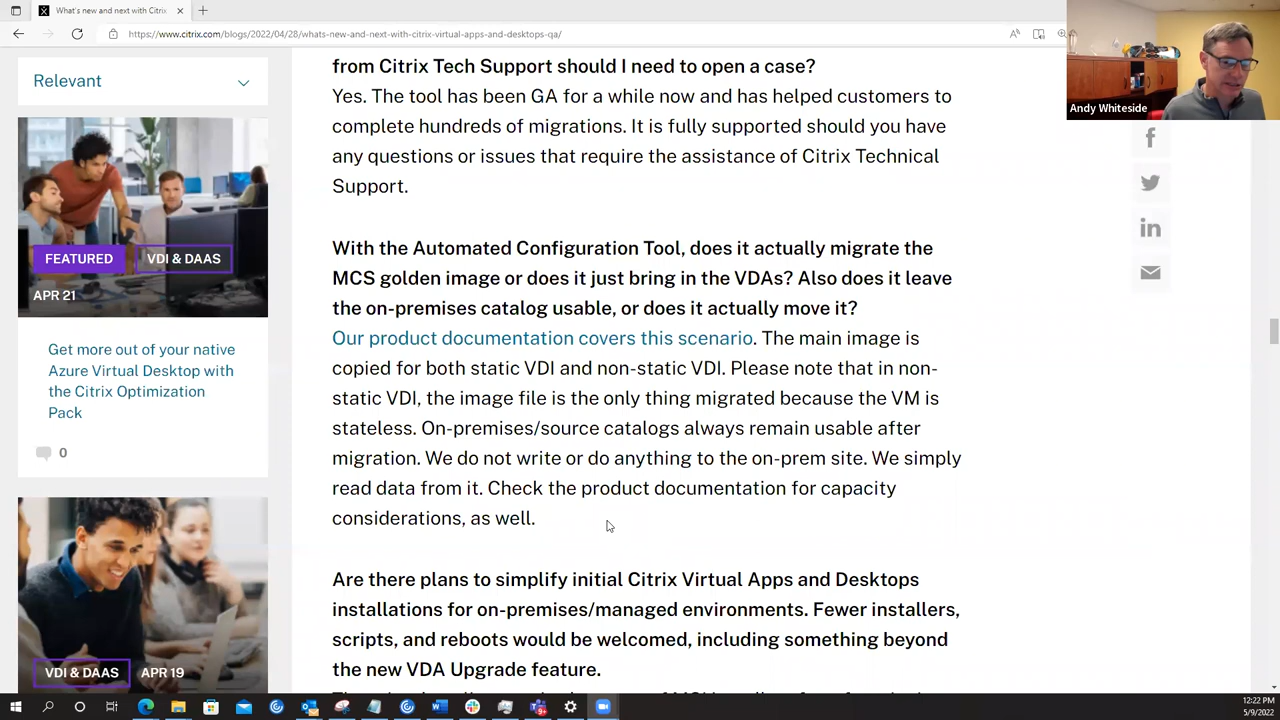 What's new and next with Citrix
https://www.citrix.com/blogs/2022/04/28/whats-new-and-next-with-citrix-virtual-apps-and-desktops-qa/
Andy Whiteside
Relevant
FEATURED
VDI & DAAS
APR 21
Get more out of your native
Azure Virtual Desktop with
the Citrix Optimization
Pack
0
VDI & DAAS
APR 19
from Citrix Tech Support should I need to open a case?
Yes. The tool has been GA for a while now and has helped customers to
complete hundreds of migrations. It is fully supported should you have
any questions or issues that require the assistance of Citrix Technical
Support.
With the Automated Configuration Tool, does it actually migrate the
MCS golden image or does it just bring in the VDAs? Also does it leave
the on-premises catalog usable, or does it actually move it?
Our product documentation covers this scenario. The main image is
copied for both static VDI and non-static VDI. Please note that in non-
static VDI, the image file is the only thing migrated because the VM is
stateless. On-premises/source catalogs always remain usable after
migration. We do not write or do anything to the on-prem site. We simply
read data from it. Check the product documentation for capacity
considerations, as well.
Are there plans to simplify initial Citrix Virtual Apps and Desktops
installations for on-premises/managed environments. Fewer installers,
scripts, and reboots would be welcomed, including something beyond
the new VDA Upgrade feature.
12:22 PM
5/9/2022